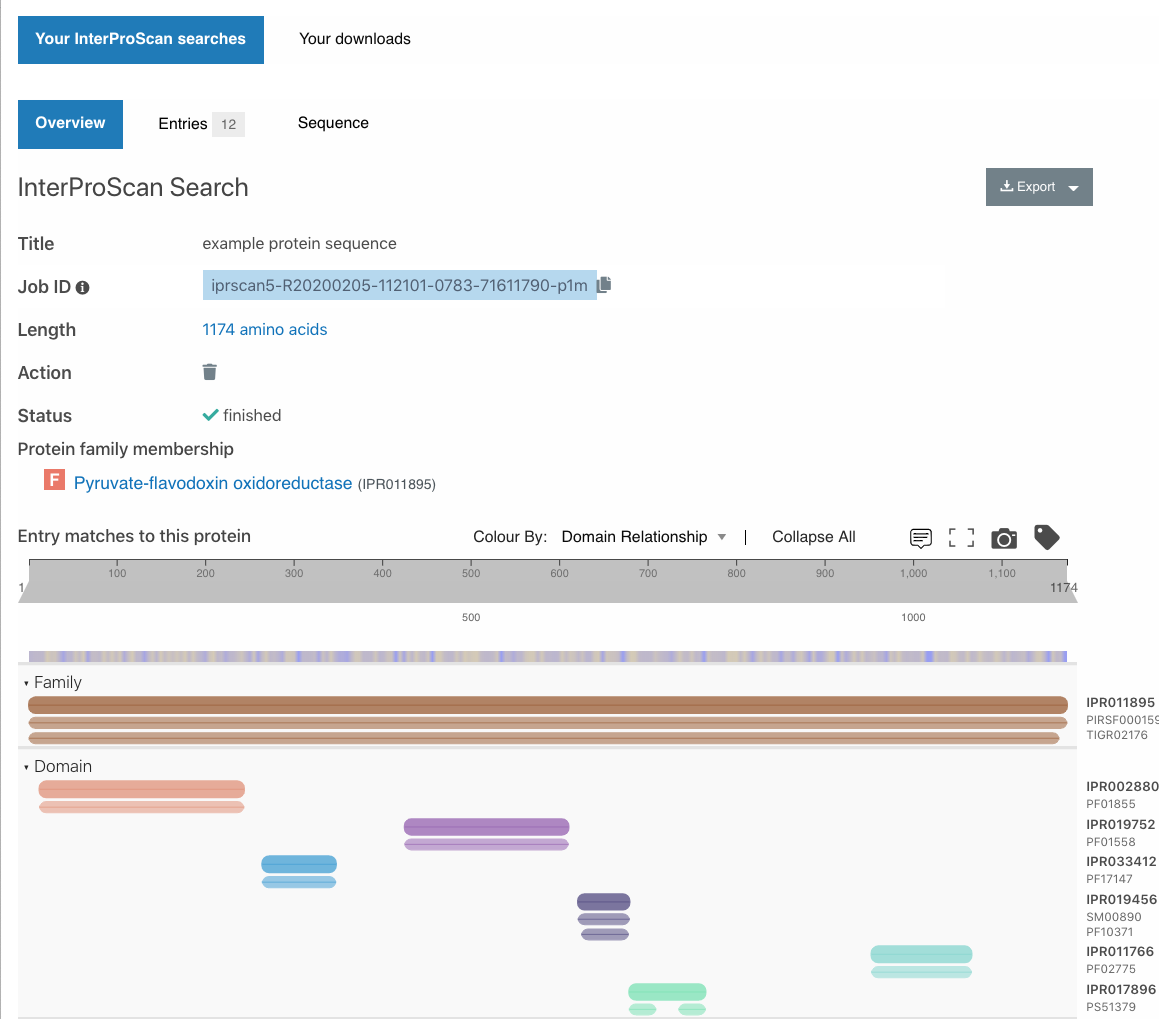 Your InterProScan searches Your downloads
Overview Entries 12 Sequence
InterProScan Search Export
Title example protein sequence
Job ID iprscan5-R20200205-112101-0783-71611790-p1m
Length 1174 amino acids
Action
Status finished
Protein family membership
F Pyruvate-flavodoxin oxidoreductase (IPR011895)
Entry matches to this protein Colour By: Domain Relationship | Collapse All
100 200 300 400 500 600 700 800 900 1,000 1,100
1 1174
500 1000
Family
IPR011895
PIRSF000159
TIGR02176
Domain
IPR002880
PF01855
IPR019752
PF01558
IPR033412
PF17147
IPR019456
SM00890
PF10371
IPR011766
PF02775
IPR017896
PS51379